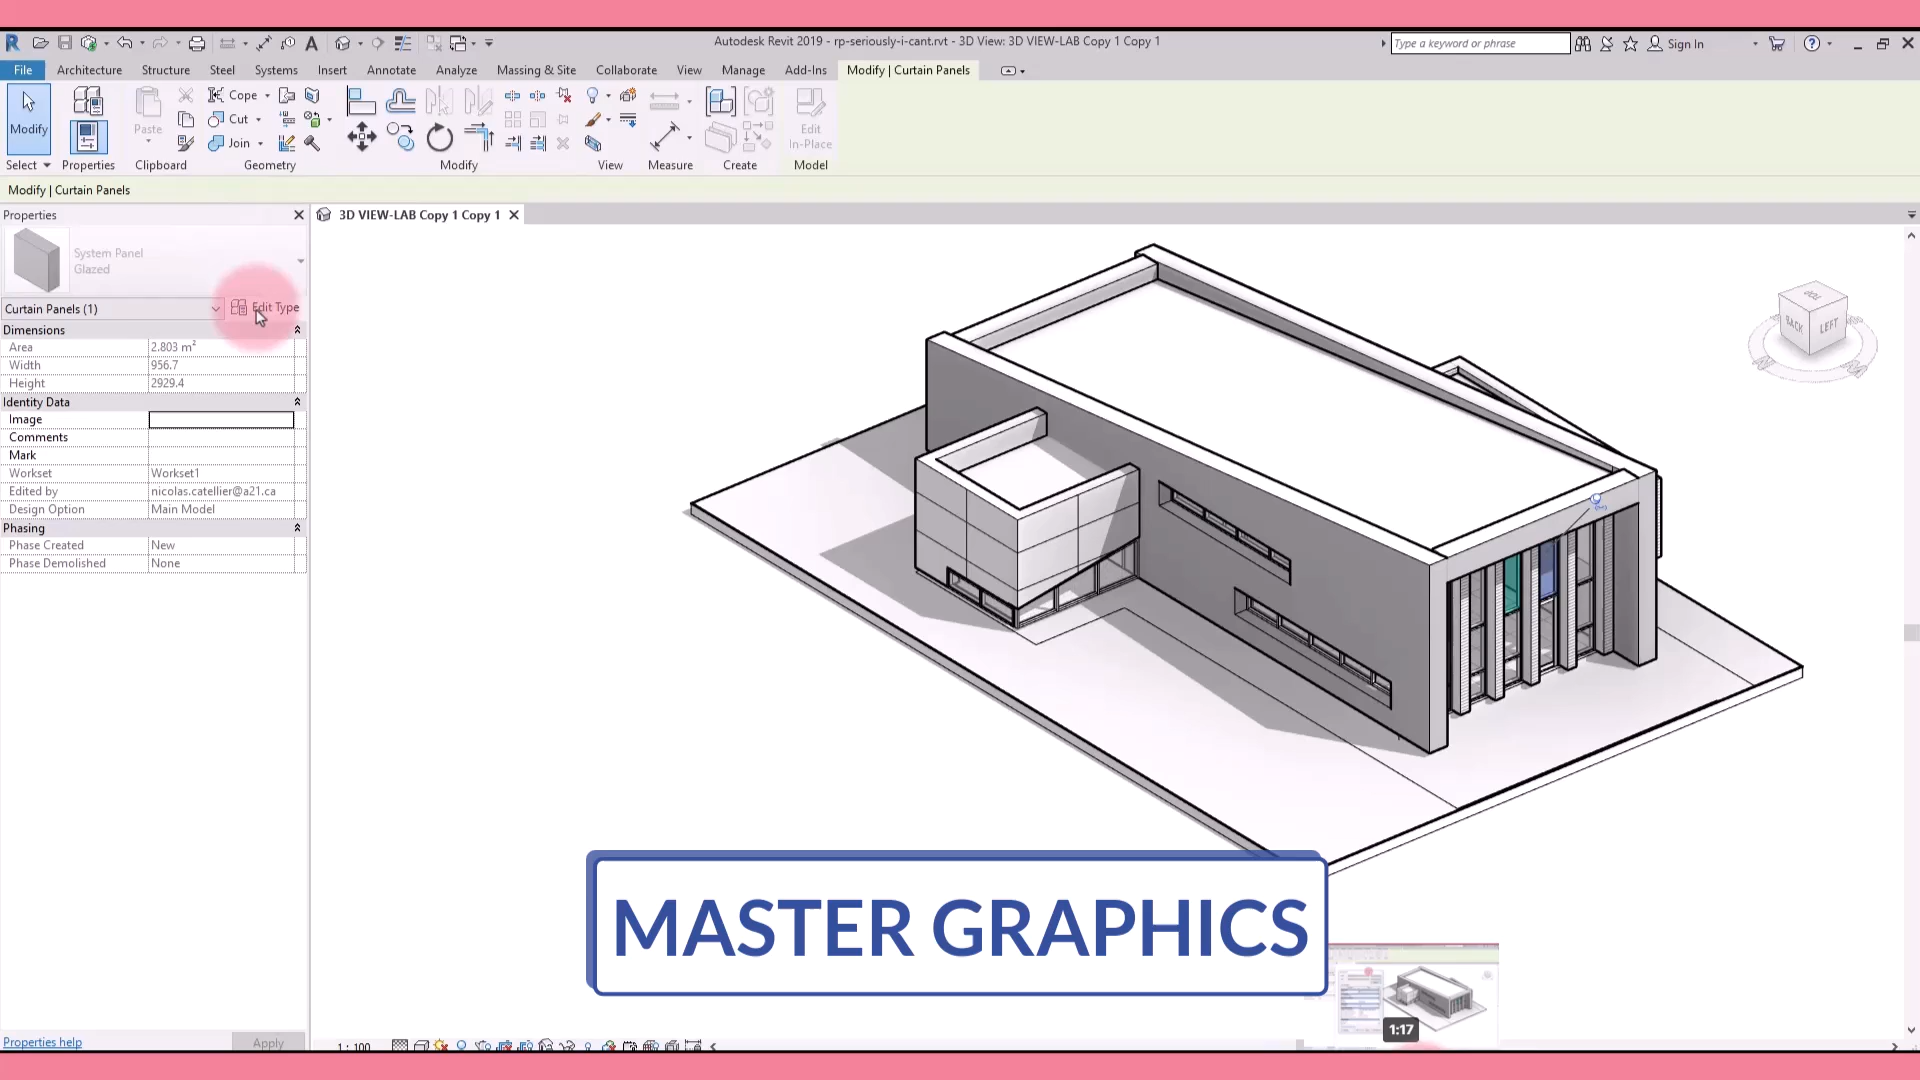 Autodesk Revit 2019 - rp-seriously-i-cant.rvt - 3D View: 3D VIEW-LAB Copy 1 Copy 1
Type a keyword or phrase
Sign In
File Architecture Structure Steel Systems Insert Annotate Analyze Massing & Site Collaborate View Manage Add-Ins Modify | Curtain Panels
Modify
Paste
Cope
Cut
Join
Edit
In-Place
Select Properties Clipboard Geometry Modify View Measure Create Model
Modify | Curtain Panels
Properties
3D VIEW-LAB Copy 1 Copy 1
System Panel
Glazed
Curtain Panels (1)
Edit Type
Dimensions
Area 2.803 m²
Width 956.7
Height 2929.4
Identity Data
Image
Comments
Mark
Workset Workset1
Edited by nicolas.catellier@a21.ca
Design Option Main Model
Phasing
Phase Created New
Phase Demolished None
TOP
BACK
LEFT
MASTER GRAPHICS
1:17
Properties help
Apply
1 : 100